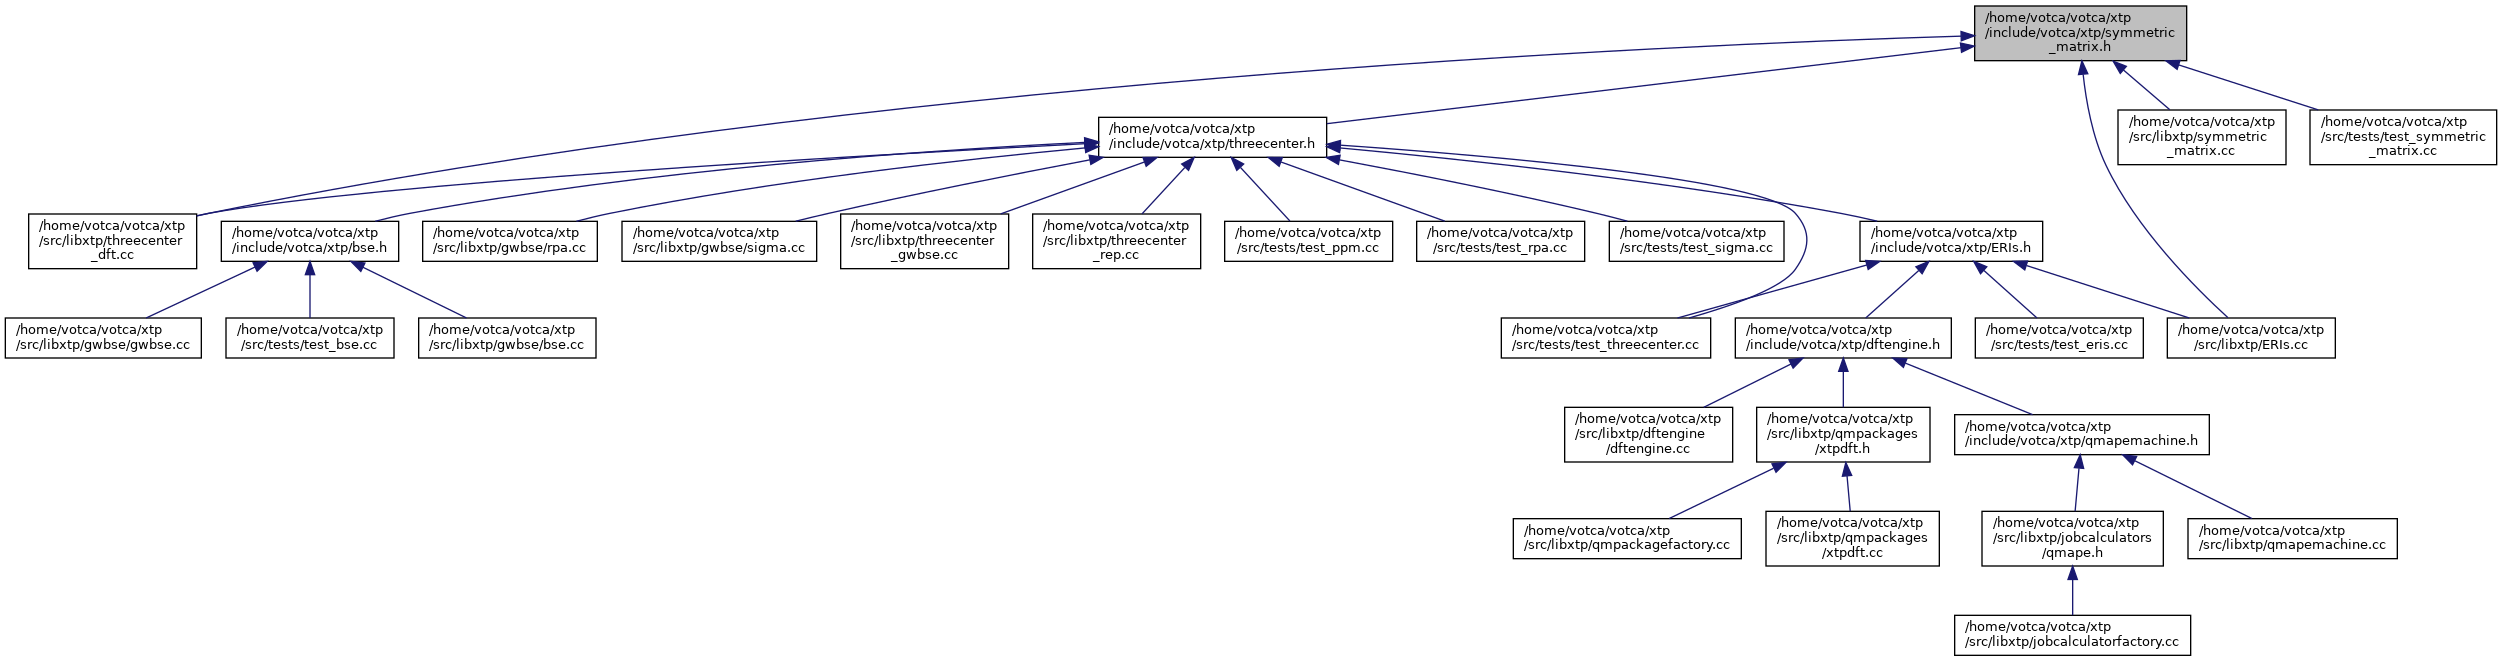 /home/votca/votca/xtp
/include/votca/xtp/symmetric
_matrix.h
/home/votca/votca/xtp
/include/votca/xtp/threecenter.h
/home/votca/votca/xtp
/src/libxtp/symmetric
_matrix.cc
/home/votca/votca/xtp
/src/tests/test_symmetric
_matrix.cc
/home/votca/votca/xtp
/src/libxtp/threecenter
_dft.cc
/home/votca/votca/xtp
/include/votca/xtp/bse.h
/home/votca/votca/xtp
/src/libxtp/gwbse/rpa.cc
/home/votca/votca/xtp
/src/libxtp/gwbse/sigma.cc
/home/votca/votca/xtp
/src/libxtp/threecenter
_gwbse.cc
/home/votca/votca/xtp
/src/libxtp/threecenter
_rep.cc
/home/votca/votca/xtp
/src/tests/test_ppm.cc
/home/votca/votca/xtp
/src/tests/test_rpa.cc
/home/votca/votca/xtp
/src/tests/test_sigma.cc
/home/votca/votca/xtp
/include/votca/xtp/ERIs.h
/home/votca/votca/xtp
/src/libxtp/gwbse/gwbse.cc
/home/votca/votca/xtp
/src/tests/test_bse.cc
/home/votca/votca/xtp
/src/libxtp/gwbse/bse.cc
/home/votca/votca/xtp
/src/tests/test_threecenter.cc
/home/votca/votca/xtp
/include/votca/xtp/dftengine.h
/home/votca/votca/xtp
/src/tests/test_eris.cc
/home/votca/votca/xtp
/src/libxtp/ERIs.cc
/home/votca/votca/xtp
/src/libxtp/dftengine
/dftengine.cc
/home/votca/votca/xtp
/src/libxtp/qmpackages
/xtpdft.h
/home/votca/votca/xtp
/include/votca/xtp/qmapemachine.h
/home/votca/votca/xtp
/src/libxtp/qmpackagefactory.cc
/home/votca/votca/xtp
/src/libxtp/qmpackages
/xtpdft.cc
/home/votca/votca/xtp
/src/libxtp/jobcalculators
/qmape.h
/home/votca/votca/xtp
/src/libxtp/qmapemachine.cc
/home/votca/votca/xtp
/src/libxtp/jobcalculatorfactory.cc